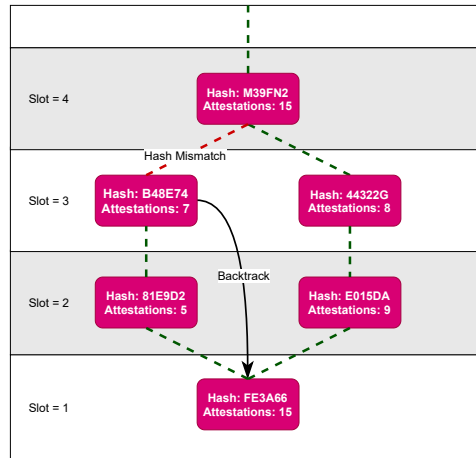 Slot = 4
Hash: M39FN2
Attestations: 15
Hash Mismatch
Slot = 3
Hash: B48E74
Attestations: 7
Hash: 44322G
Attestations: 8
Backtrack
Slot = 2
Hash: 81E9D2
Attestations: 5
Hash: E015DA
Attestations: 9
Slot = 1
Hash: FE3A66
Attestations: 15